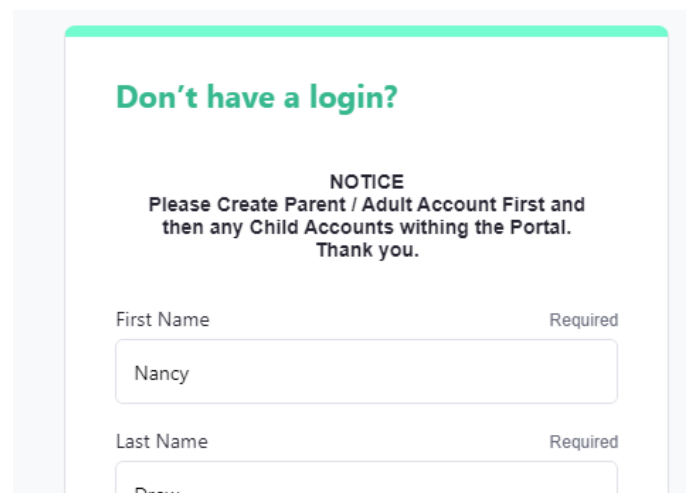 Don't have a login?
NOTICE
Please Create Parent / Adult Account First and
then any Child Accounts withing the Portal.
Thank you.
First Name Required
Nancy
Last Name Required